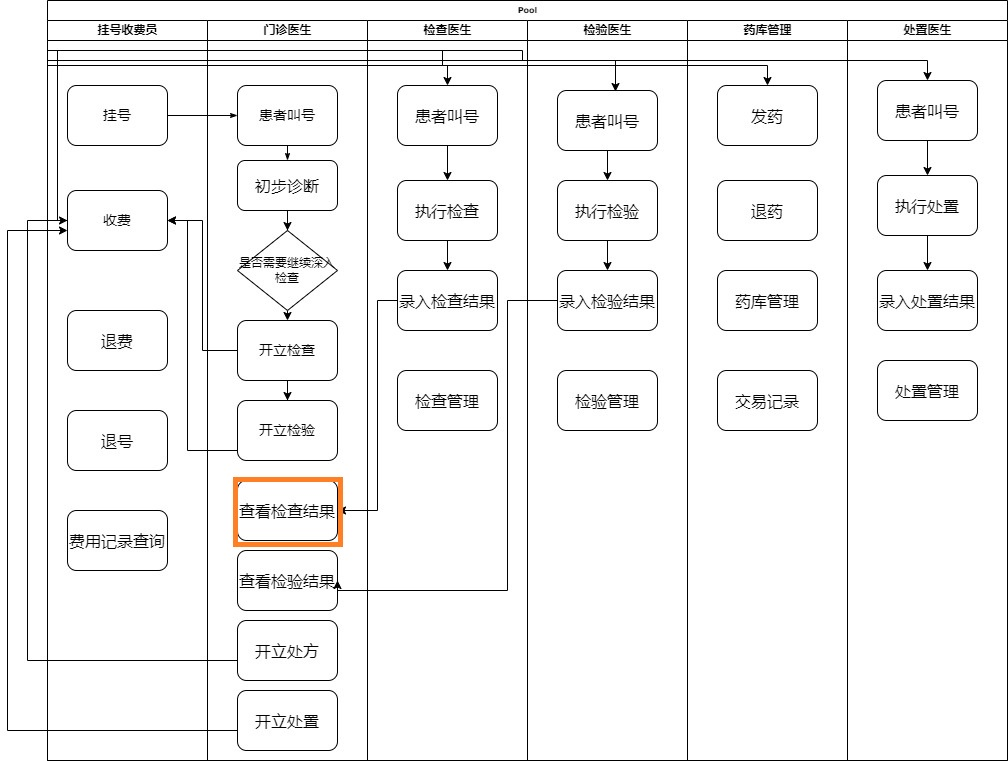 Pool
挂号收费员
门诊医生
检查医生
检验医生
药库管理
处置医生
挂号
收费
退费
退号
费用记录查询
患者叫号
初步诊断
是否需要继续深入
检查
开立检查
开立检验
查看检查结果
查看检验结果
开立处方
开立处置
患者叫号
执行检查
录入检查结果
检查管理
患者叫号
执行检验
录入检验结果
检验管理
发药
退药
药库管理
交易记录
患者叫号
执行处置
录入处置结果
处置管理